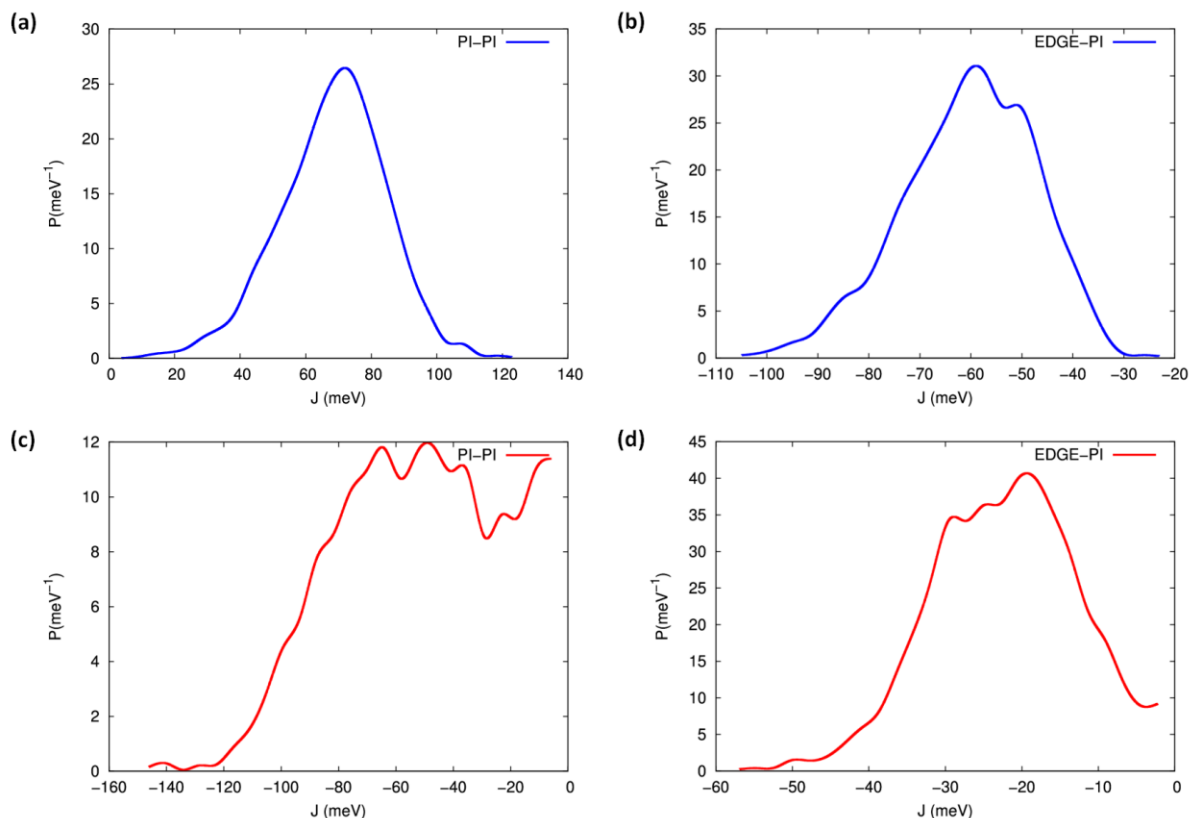 (a)
30
25
20
15
10
5
0
P(meV⁻¹)
PI-PI
0 20 40 60 80 100 120 140
J (meV)
(b)
35
30
25
20
15
10
5
0
P(meV⁻¹)
EDGE-PI
−110 −100 −90 −80 −70 −60 −50 −40 −30 −20
J (meV)
(c)
12
10
8
6
4
2
0
P(meV⁻¹)
PI-PI
−160 −140 −120 −100 −80 −60 −40 −20 0
J (meV)
(d)
45
40
35
30
25
20
15
10
5
0
P(meV⁻¹)
EDGE-PI
−60 −50 −40 −30 −20 −10 0
J (meV)